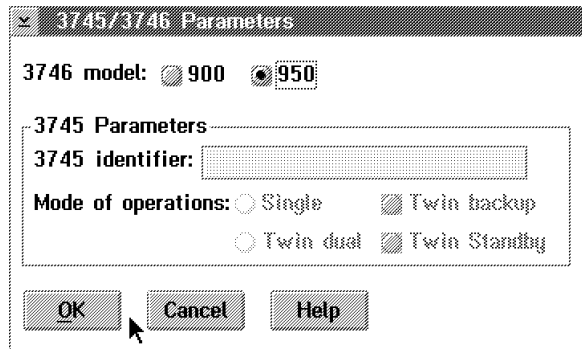 3745/3746 Parameters
3746 model: 900 950
3745 Parameters
3745 identifier:
Mode of operations: Single Twin backup
Twin dual Twin Standby
OK Cancel Help